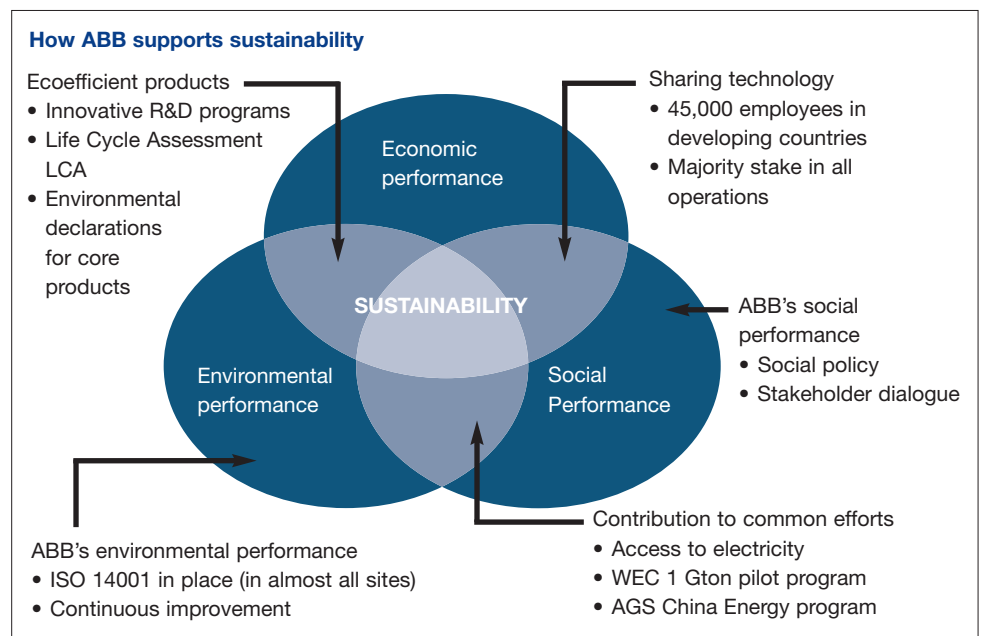 How ABB supports sustainability
Ecoefficient products
• Innovative R&D programs
• Life Cycle Assessment
LCA
• Environmental
declarations
for core
products
Sharing technology
• 45,000 employees in
developing countries
• Majority stake in all
operations
Economic
performance
SUSTAINABILITY
ABB’s social
performance
• Social policy
• Stakeholder dialogue
Environmental
performance
Social
Performance
ABB’s environmental performance
• ISO 14001 in place (in almost all sites)
• Continuous improvement
Contribution to common efforts
• Access to electricity
• WEC 1 Gton pilot program
• AGS China Energy program